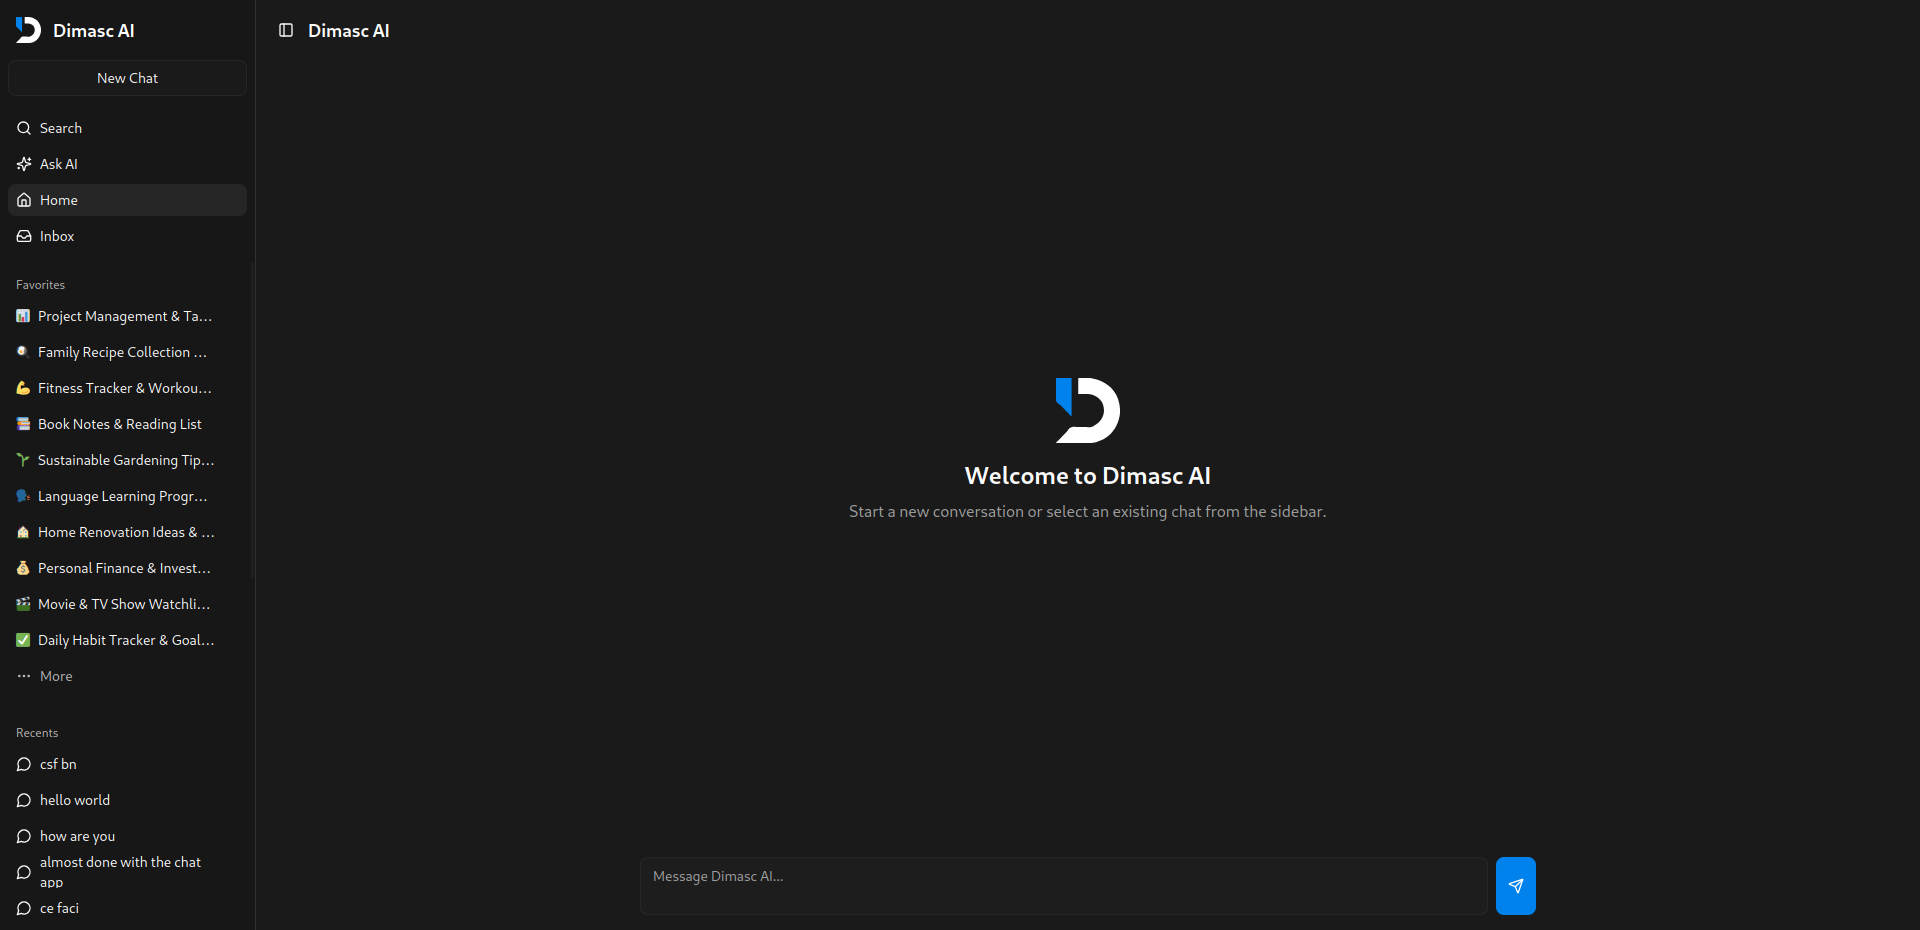 Dimasc AI
New Chat
Search
Ask AI
Home
Inbox
Favorites
Project Management & Ta...
Family Recipe Collection ...
Fitness Tracker & Workou...
Book Notes & Reading List
Sustainable Gardening Tip...
Language Learning Progr...
Home Renovation Ideas & ...
Personal Finance & Invest...
Movie & TV Show Watchli...
Daily Habit Tracker & Goal...
More
Recents
csf bn
hello world
how are you
almost done with the chat
app
ce faci
Dimasc AI
Welcome to Dimasc AI
Start a new conversation or select an existing chat from the sidebar.
Message Dimasc AI...